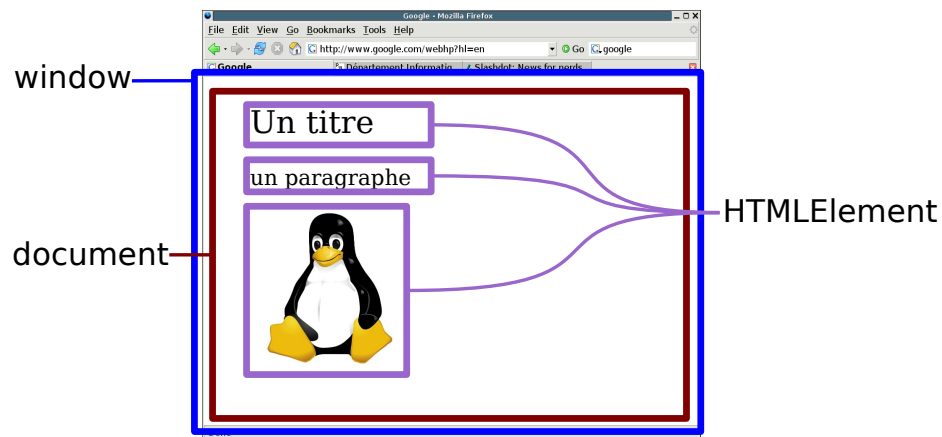 Google - Mozilla Firefox
File Edit View Go Bookmarks Tools Help
http://www.google.com/webhp?hl=en Go google
Google Département Informatiq Slashdot: News for nerds
window
Un titre
un paragraphe
HTMLElement
document